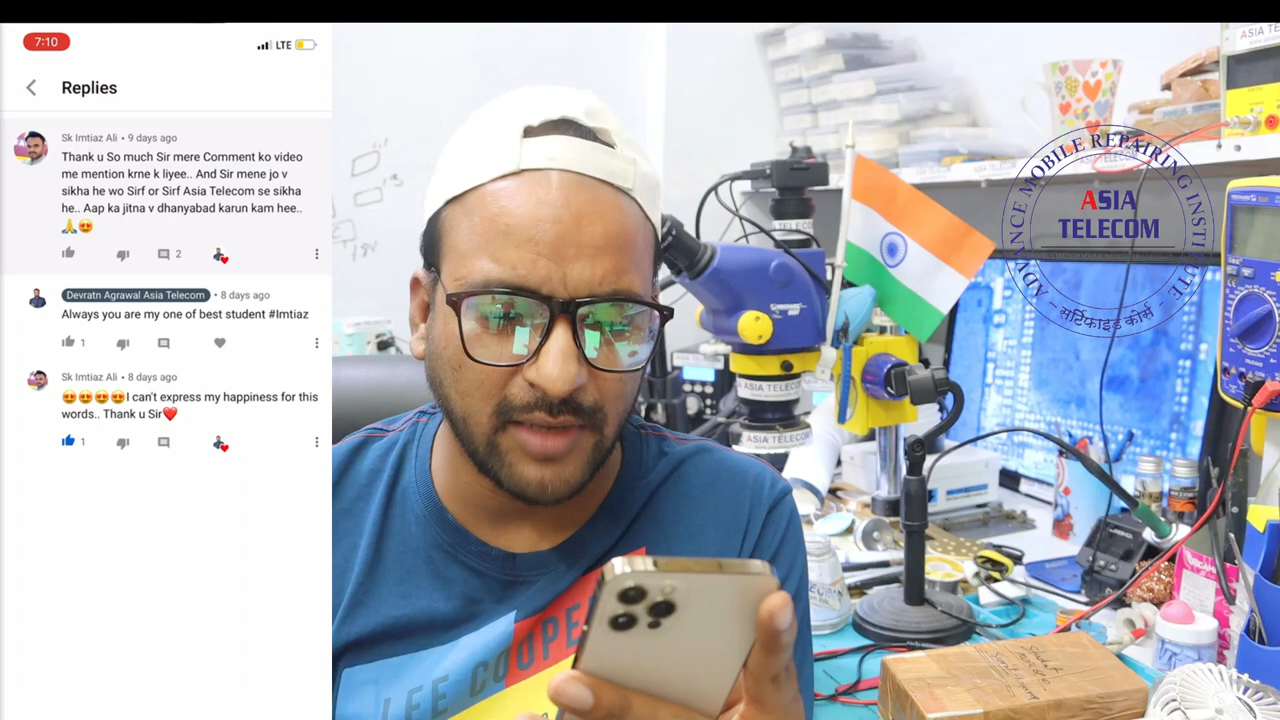 7:10
LTE
Replies
Sk Imtiaz Ali • 9 days ago
Thank u So much Sir mere Comment ko video
me mention krne k liyee.. And Sir mene jo v
sikha he wo Sirf or Sirf Asia Telecom se sikha
he.. Aap ka jitna v dhanyabad karun kam hee..
🙏😍
2
Devratn Agrawal Asia Telecom • 8 days ago
Always you are my one of best student #Imtiaz
1
Sk Imtiaz Ali • 8 days ago
😍😍😍😍I can't express my happiness for this
words.. Thank u Sir❤️
1
ADVANCE MOBILE REPAIRING INSTITUTE
ASIA
TELECOM
सर्टिफाइड कोर्स
ASIA TELECOM
ASIA TELECOM
LEE COOPE